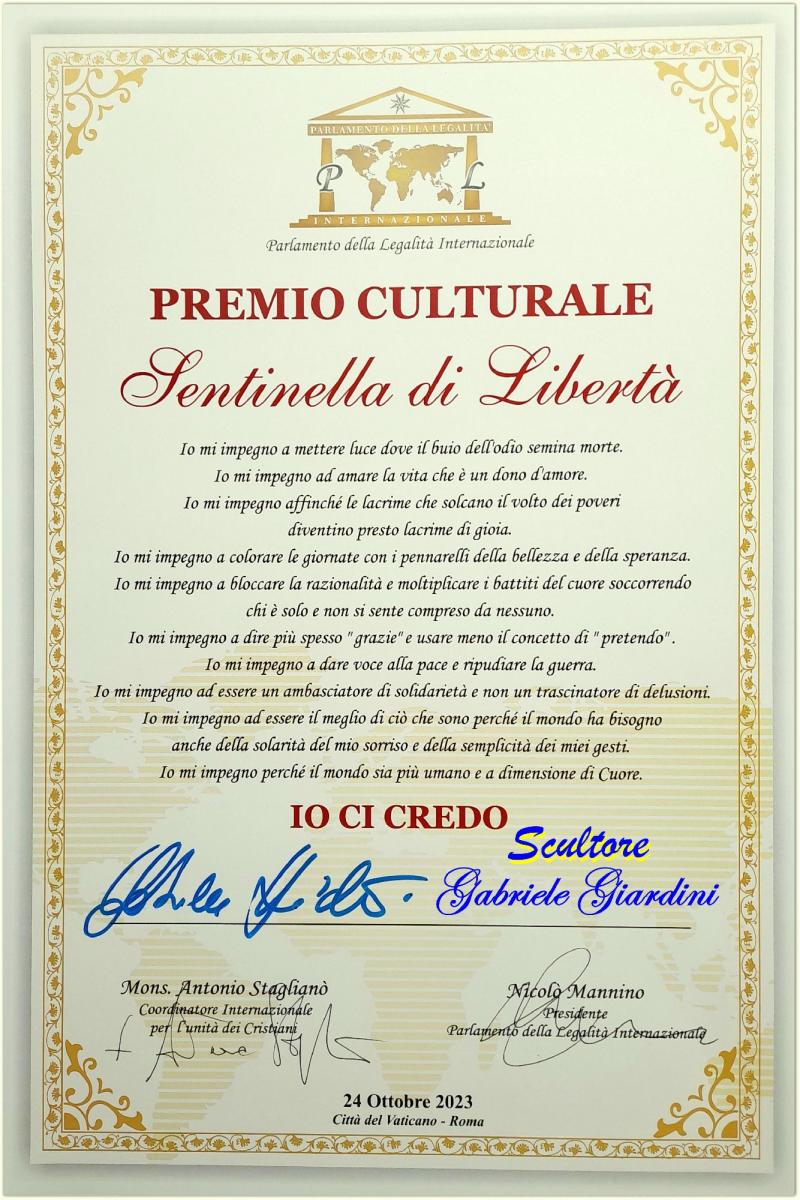 PARLAMENTO DELLA LEGALITÀ
P L
INTERNAZIONALE
Parlamento della Legalità Internazionale
PREMIO CULTURALE
Sentinella di Libertà
Io mi impegno a mettere luce dove il buio dell'odio semina morte.
Io mi impegno ad amare la vita che è un dono d'amore.
Io mi impegno affinché le lacrime che solcano il volto dei poveri
diventino presto lacrime di gioia.
Io mi impegno a colorare le giornate con i pennarelli della bellezza e della speranza.
Io mi impegno a bloccare la razionalità e moltiplicare i battiti del cuore soccorrendo
chi è solo e non si sente compreso da nessuno.
Io mi impegno a dire più spesso " grazie" e usare meno il concetto di " pretendo" .
Io mi impegno a dare voce alla pace e ripudiare la guerra.
Io mi impegno ad essere un ambasciatore di solidarietà e non un trascinatore di delusioni.
Io mi impegno ad essere il meglio di ciò che sono perché il mondo ha bisogno
anche della solarità del mio sorriso e della semplicità dei miei gesti.
Io mi impegno perché il mondo sia più umano e a dimensione di Cuore.
IO CI CREDO
Scultore
Gabriele Giardini
Mons. Antonio Staglianò
Coordinatore Internazionale
per l'unità dei Cristiani
Nicolò Mannino
Presidente
Parlamento della Legalità Internazionale
24 Ottobre 2023
Città del Vaticano - Roma